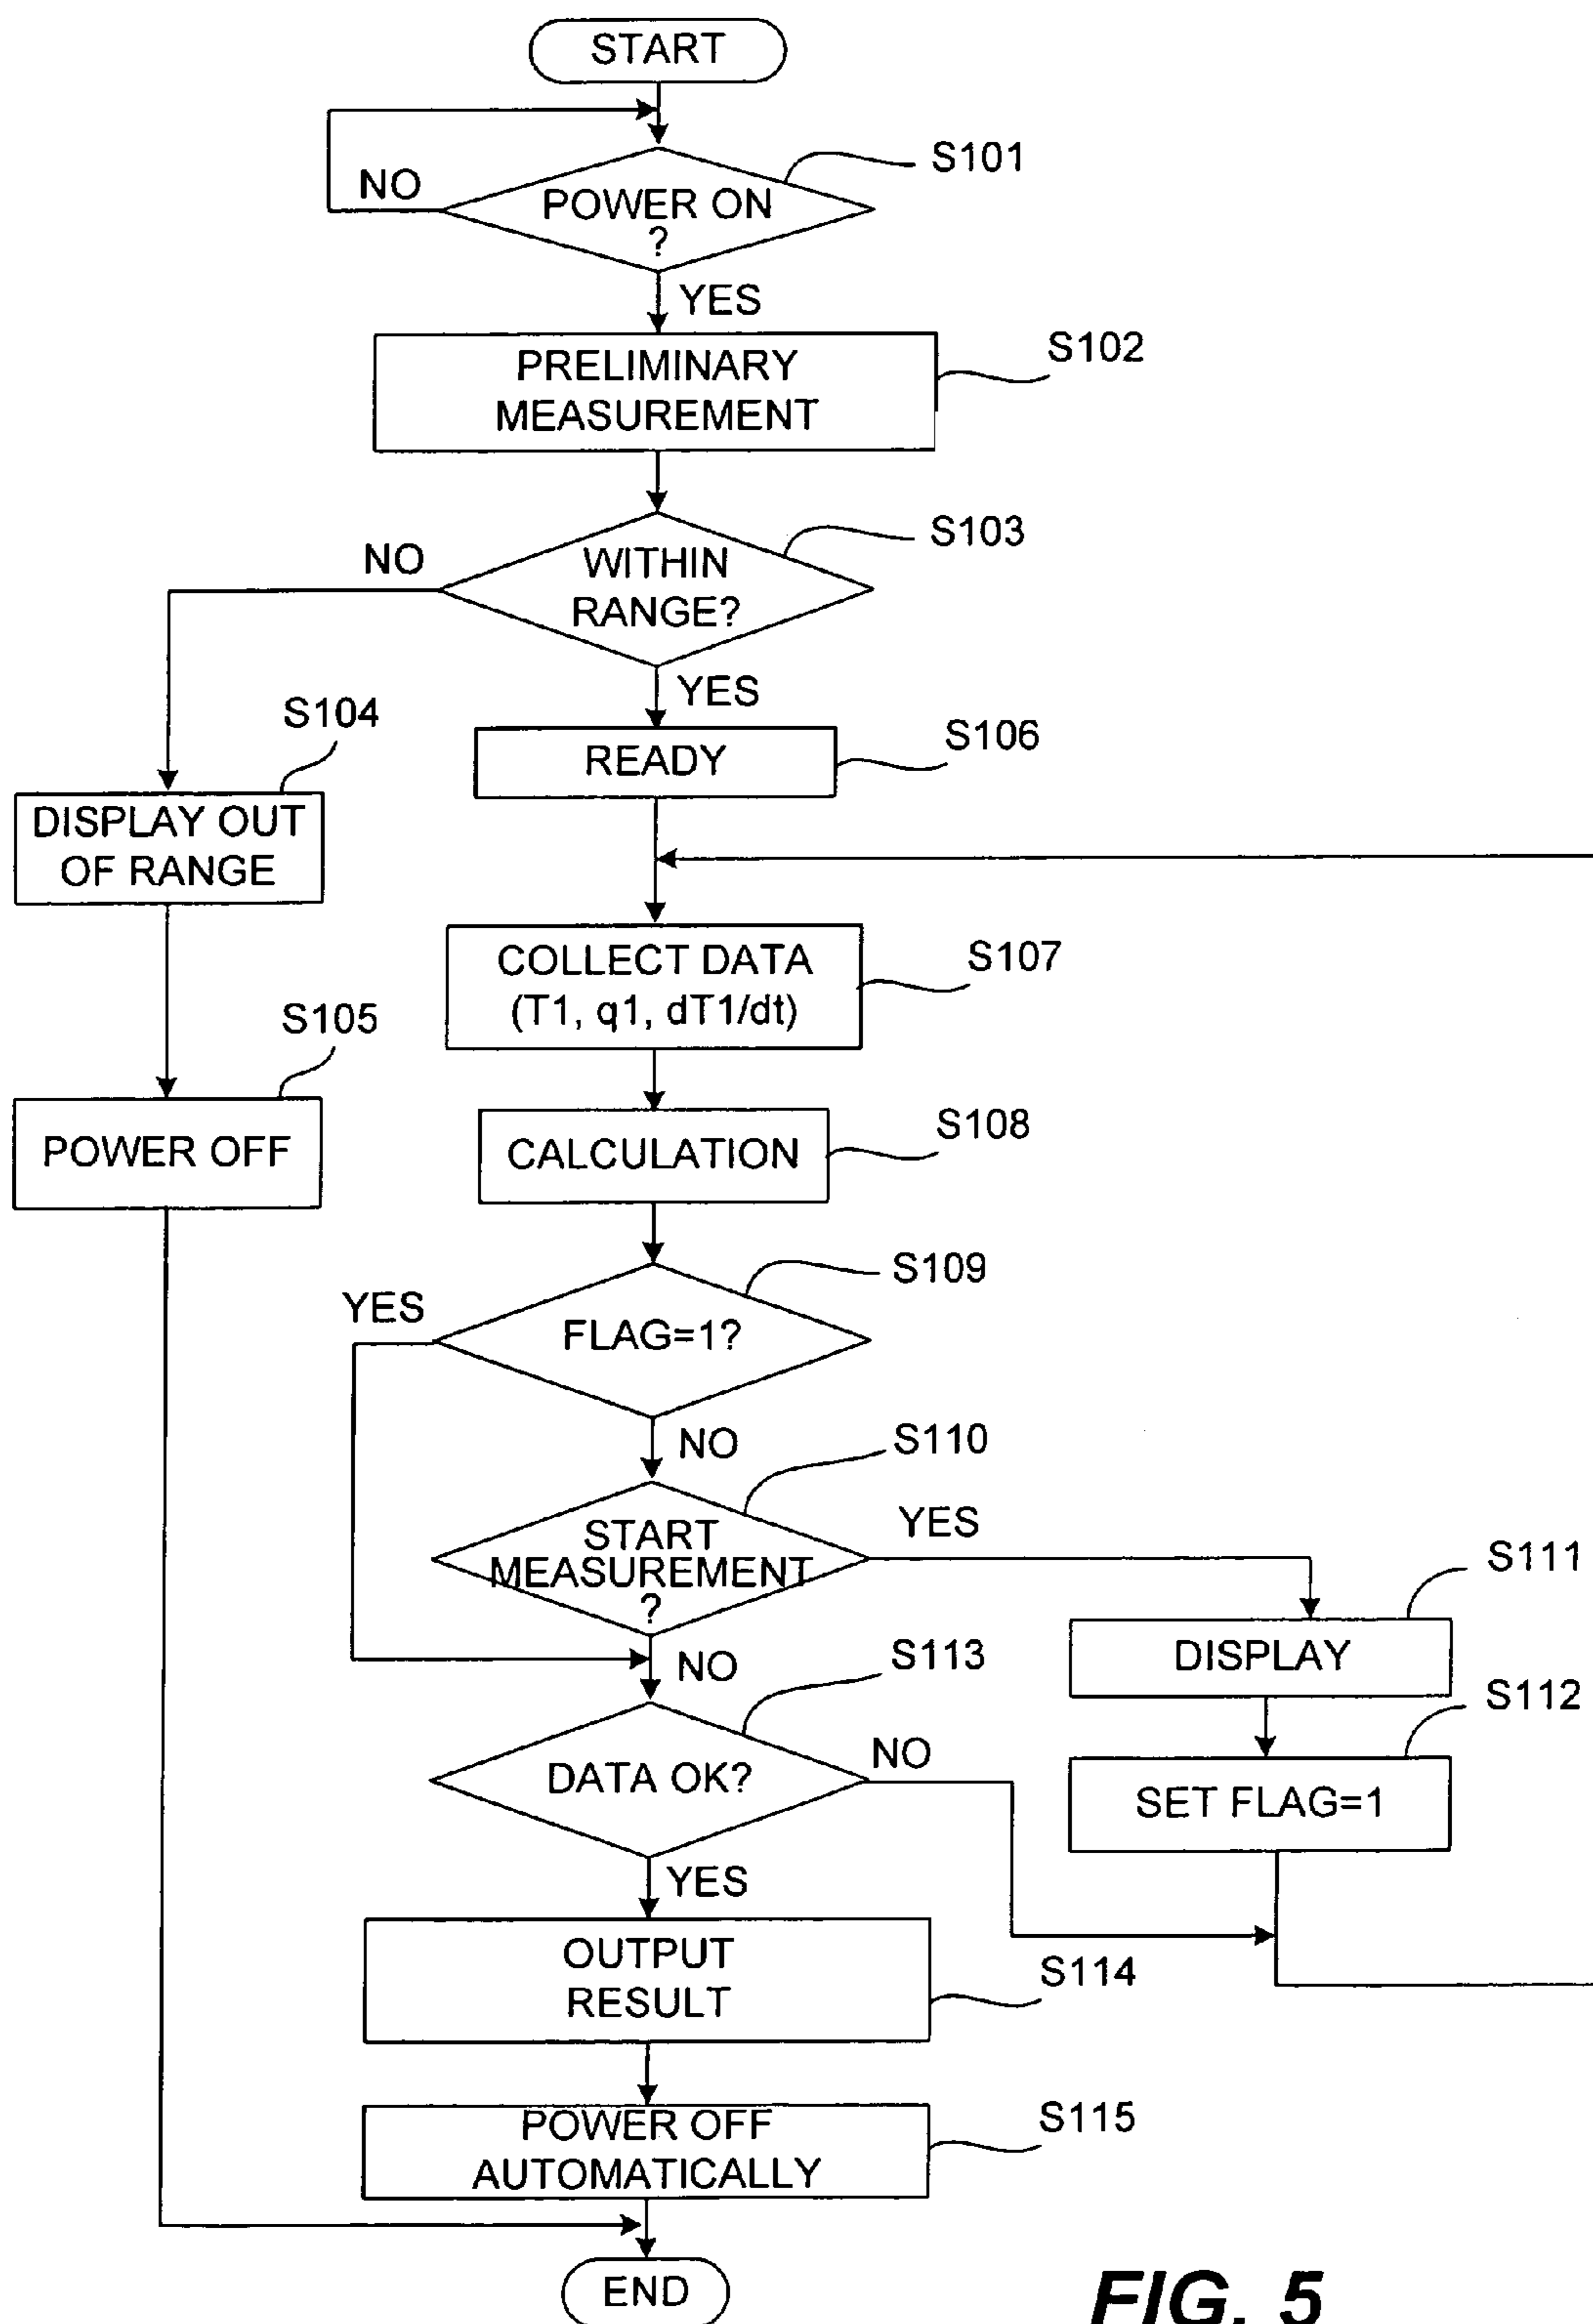 START
S101
NO
POWER ON
?
YES
S102
PRELIMINARY
MEASUREMENT
S103
NO
WITHIN
RANGE?
YES
S104
S106
READY
DISPLAY OUT
OF RANGE
S107
COLLECT DATA
(T1, q1, dT1/dt)
S105
POWER OFF
S108
CALCULATION
S109
YES
FLAG=1?
NO
S110
START
MEASUREMENT
?
YES
S111
DISPLAY
NO
S113
S112
DATA OK?
NO
SET FLAG=1
YES
OUTPUT
RESULT
S114
POWER OFF
AUTOMATICALLY
S115
END
FIG. 5